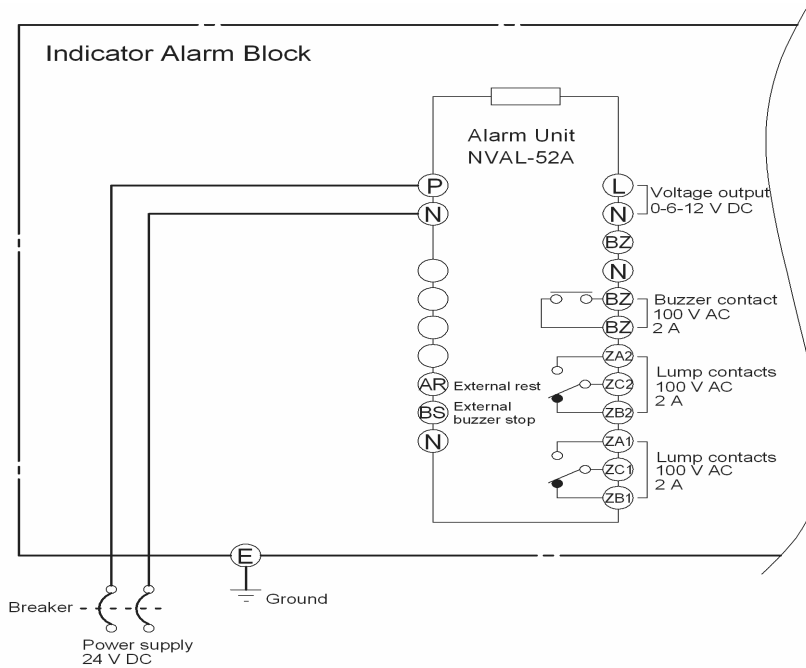 Indicator Alarm Block
Alarm Unit
NVAL-52A
P
N
AR
External rest
BS
External
buzzer stop
N
L
N
Voltage output
0-6-12 V DC
BZ
N
BZ
BZ
Buzzer contact
100 V AC
2 A
ZA2
ZC2
ZB2
Lump contacts
100 V AC
2 A
ZA1
ZC1
ZB1
Lump contacts
100 V AC
2 A
E
Ground
Breaker
Power supply
24 V DC